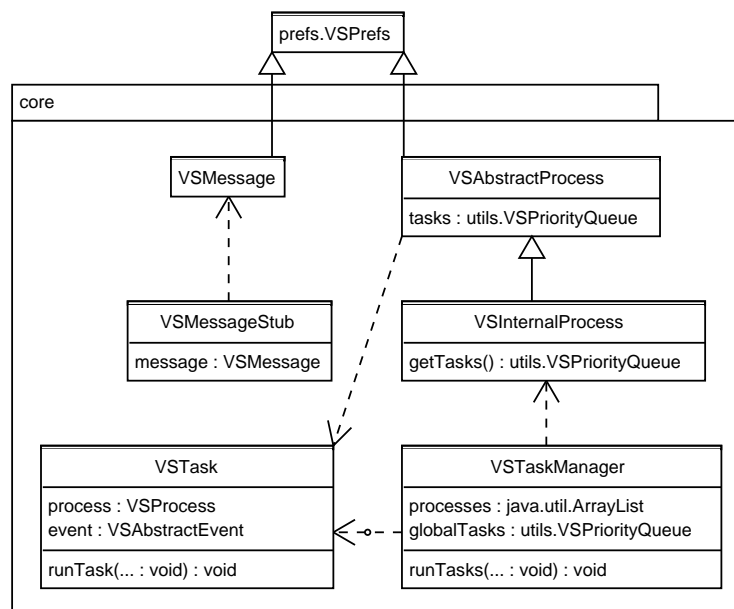 prefs.VSPrefs
core
VSMessage
VSAbstractProcess
tasks : utils.VSPriorityQueue
VSMessageStub
message : VSMessage
VSInternalProcess
getTasks() : utils.VSPriorityQueue
VSTask
process : VSProcess
event : VSAbstractEvent
runTask(... : void) : void
VSTaskManager
processes : java.util.ArrayList
globalTasks : utils.VSPriorityQueue
runTasks(... : void) : void